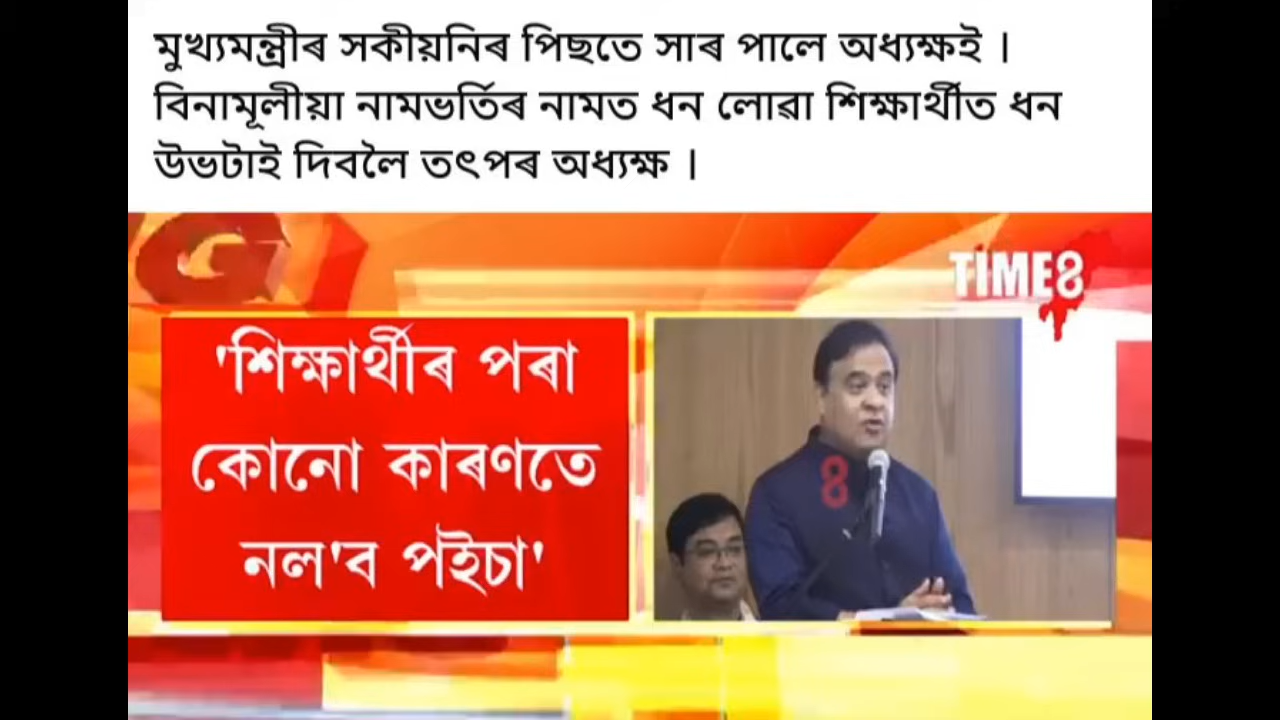 মুখ্যমন্ত্ৰীৰ সকীয়নিৰ পিছতে সাৰ পালে অধ্যক্ষই ।
বিনামূলীয়া নামভৰ্তিৰ নামত ধন লোৱা শিক্ষাৰ্থীত ধন
উভটাই দিবলৈ তৎপৰ অধ্যক্ষ ।
TIME8
'শিক্ষাৰ্থীৰ পৰা
কোনো কাৰণতে
নল'ব পইচা'
8